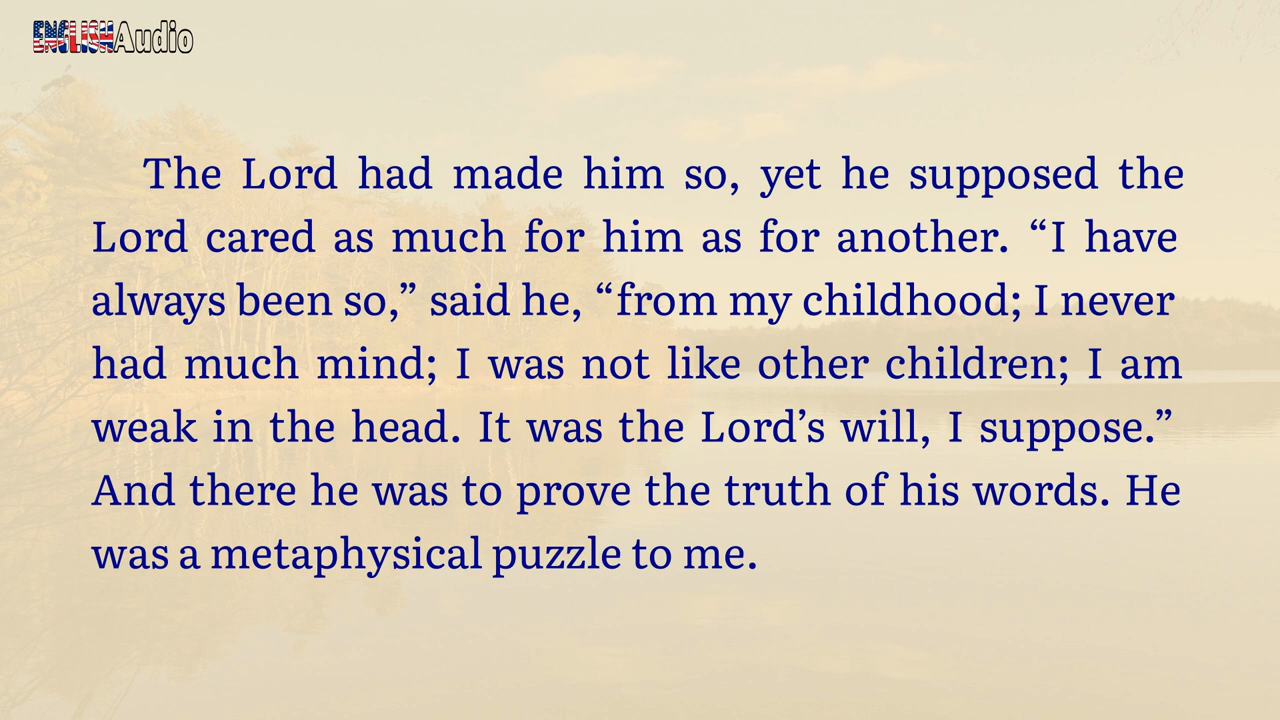 ENGLISHAudio
The Lord had made him so, yet he supposed the
Lord cared as much for him as for another. “I have
always been so,” said he, “from my childhood; I never
had much mind; I was not like other children; I am
weak in the head. It was the Lord’s will, I suppose.”
And there he was to prove the truth of his words. He
was a metaphysical puzzle to me.